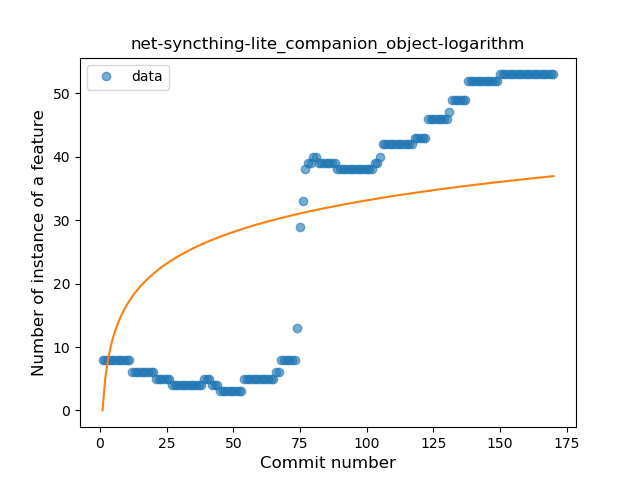 net-syncthing-lite_companion_object-logarithm
data
Number of instance of a feature
50
40
30
20
10
0
0 25 50 75 100 125 150 175
Commit number